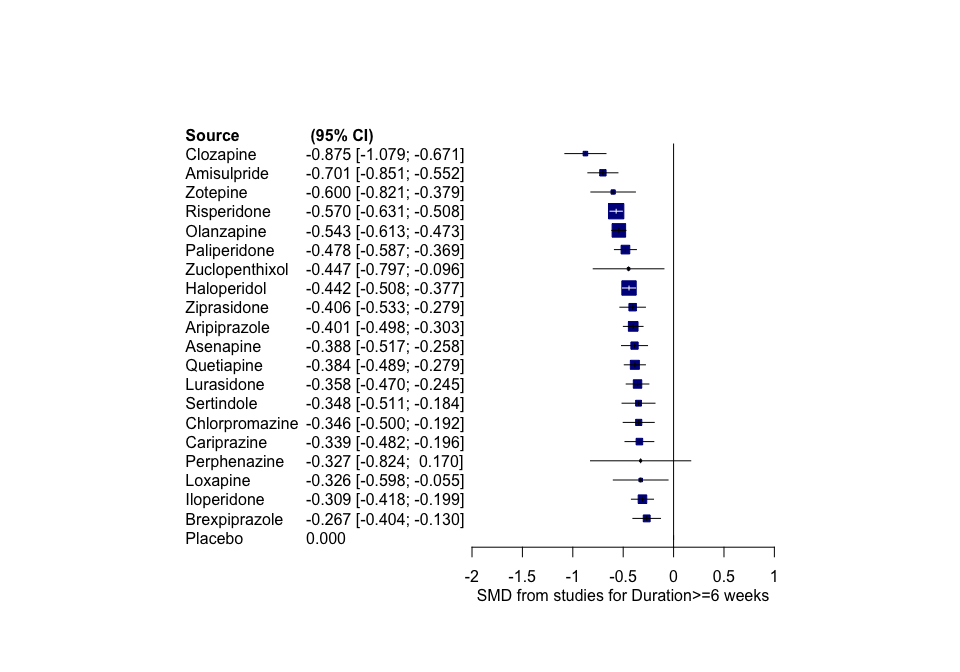 Source (95% CI)
Clozapine -0.875 [-1.079; -0.671]
Amisulpride -0.701 [-0.851; -0.552]
Zotepine -0.600 [-0.821; -0.379]
Risperidone -0.570 [-0.631; -0.508]
Olanzapine -0.543 [-0.613; -0.473]
Paliperidone -0.478 [-0.587; -0.369]
Zuclopenthixol -0.447 [-0.797; -0.096]
Haloperidol -0.442 [-0.508; -0.377]
Ziprasidone -0.406 [-0.533; -0.279]
Aripiprazole -0.401 [-0.498; -0.303]
Asenapine -0.388 [-0.517; -0.258]
Quetiapine -0.384 [-0.489; -0.279]
Lurasidone -0.358 [-0.470; -0.245]
Sertindole -0.348 [-0.511; -0.184]
Chlorpromazine -0.346 [-0.500; -0.192]
Cariprazine -0.339 [-0.482; -0.196]
Perphenazine -0.327 [-0.824; 0.170]
Loxapine -0.326 [-0.598; -0.055]
Iloperidone -0.309 [-0.418; -0.199]
Brexpiprazole -0.267 [-0.404; -0.130]
Placebo 0.000
-2 -1.5 -1 -0.5 0 0.5 1
SMD from studies for Duration>=6 weeks